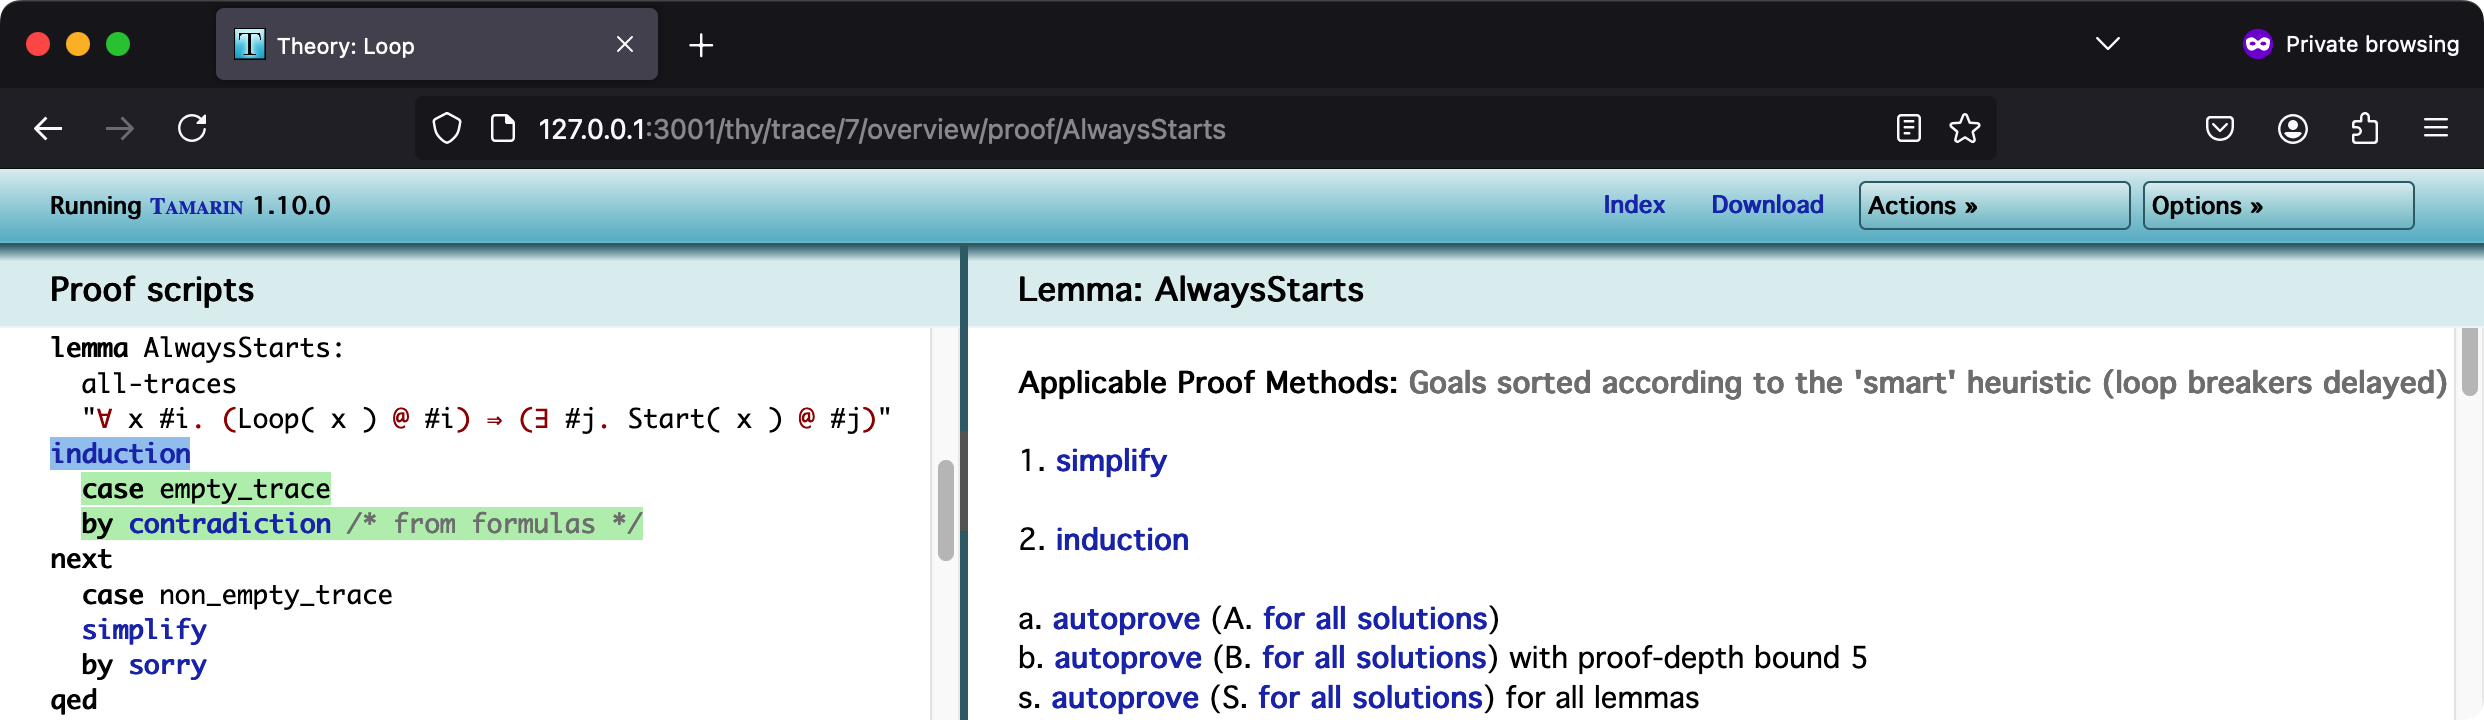 Theory: Loop
Private browsing
127.0.0.1:3001/thy/trace/7/overview/proof/AlwaysStarts
Running TAMARIN 1.10.0
Index
Download
Actions »
Options »
Proof scripts
lemma AlwaysStarts:
all-traces
"∀ x #i. (Loop( x ) @ #i) ⇒ (∃ #j. Start( x ) @ #j)"
induction
case empty_trace
by contradiction /* from formulas */
next
case non_empty_trace
simplify
by sorry
qed
Lemma: AlwaysStarts
Applicable Proof Methods: Goals sorted according to the 'smart' heuristic (loop breakers delayed)
1. simplify
2. induction
a. autoprove (A. for all solutions)
b. autoprove (B. for all solutions) with proof-depth bound 5
s. autoprove (S. for all solutions) for all lemmas